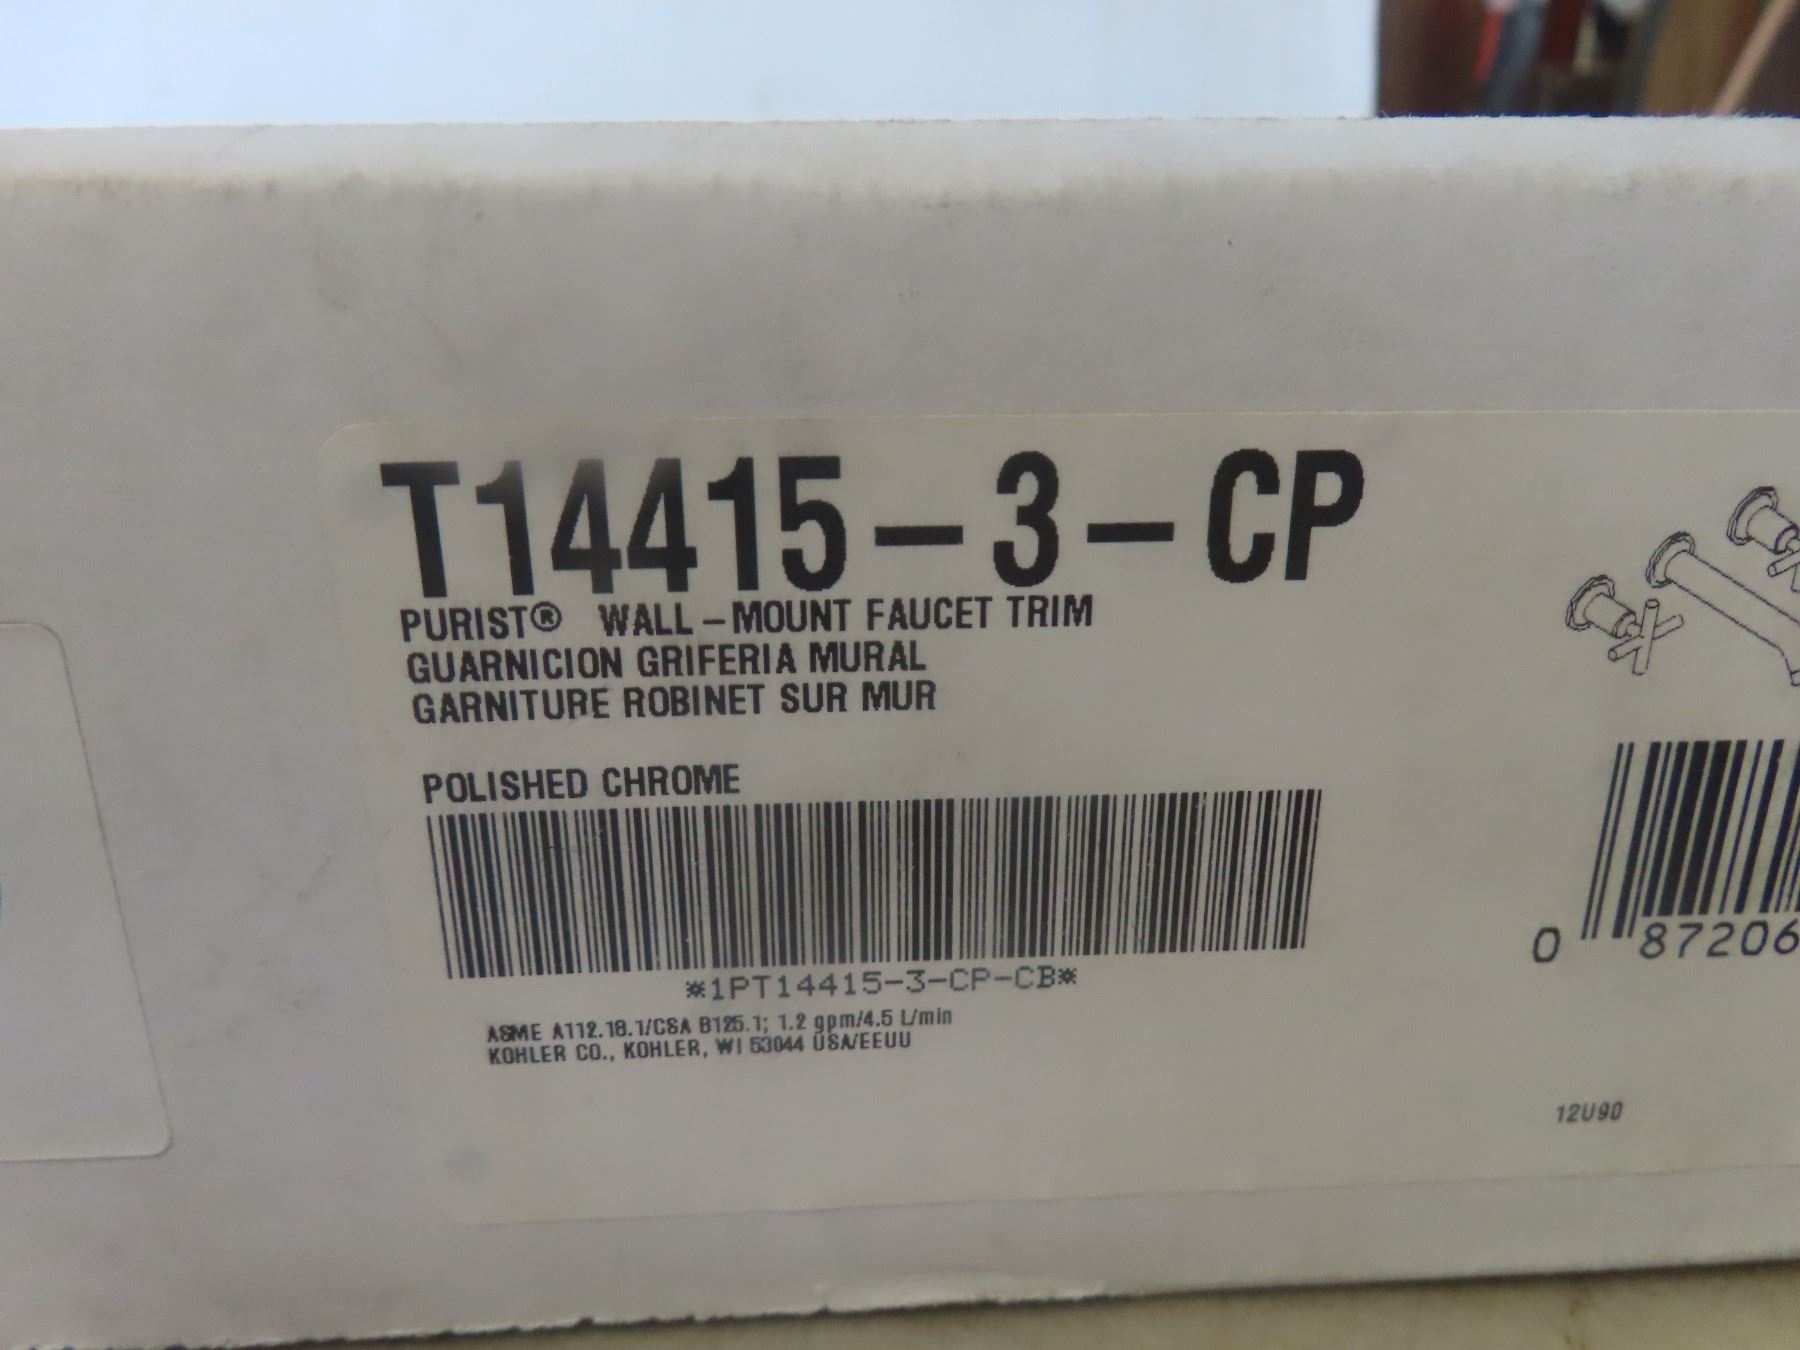 T14415-3-CP
PURIST® WALL-MOUNT FAUCET TRIM
GUARNICION GRIFERIA MURAL
GARNITURE ROBINET SUR MUR
POLISHED CHROME
*1PT14415-3-CP-CB*
ASME A112.18.1/CSA B125.1; 1.2 gpm/4.5 L/min
KOHLER CO., KOHLER, WI 53044 USA/EEUU
0 87206
12U90